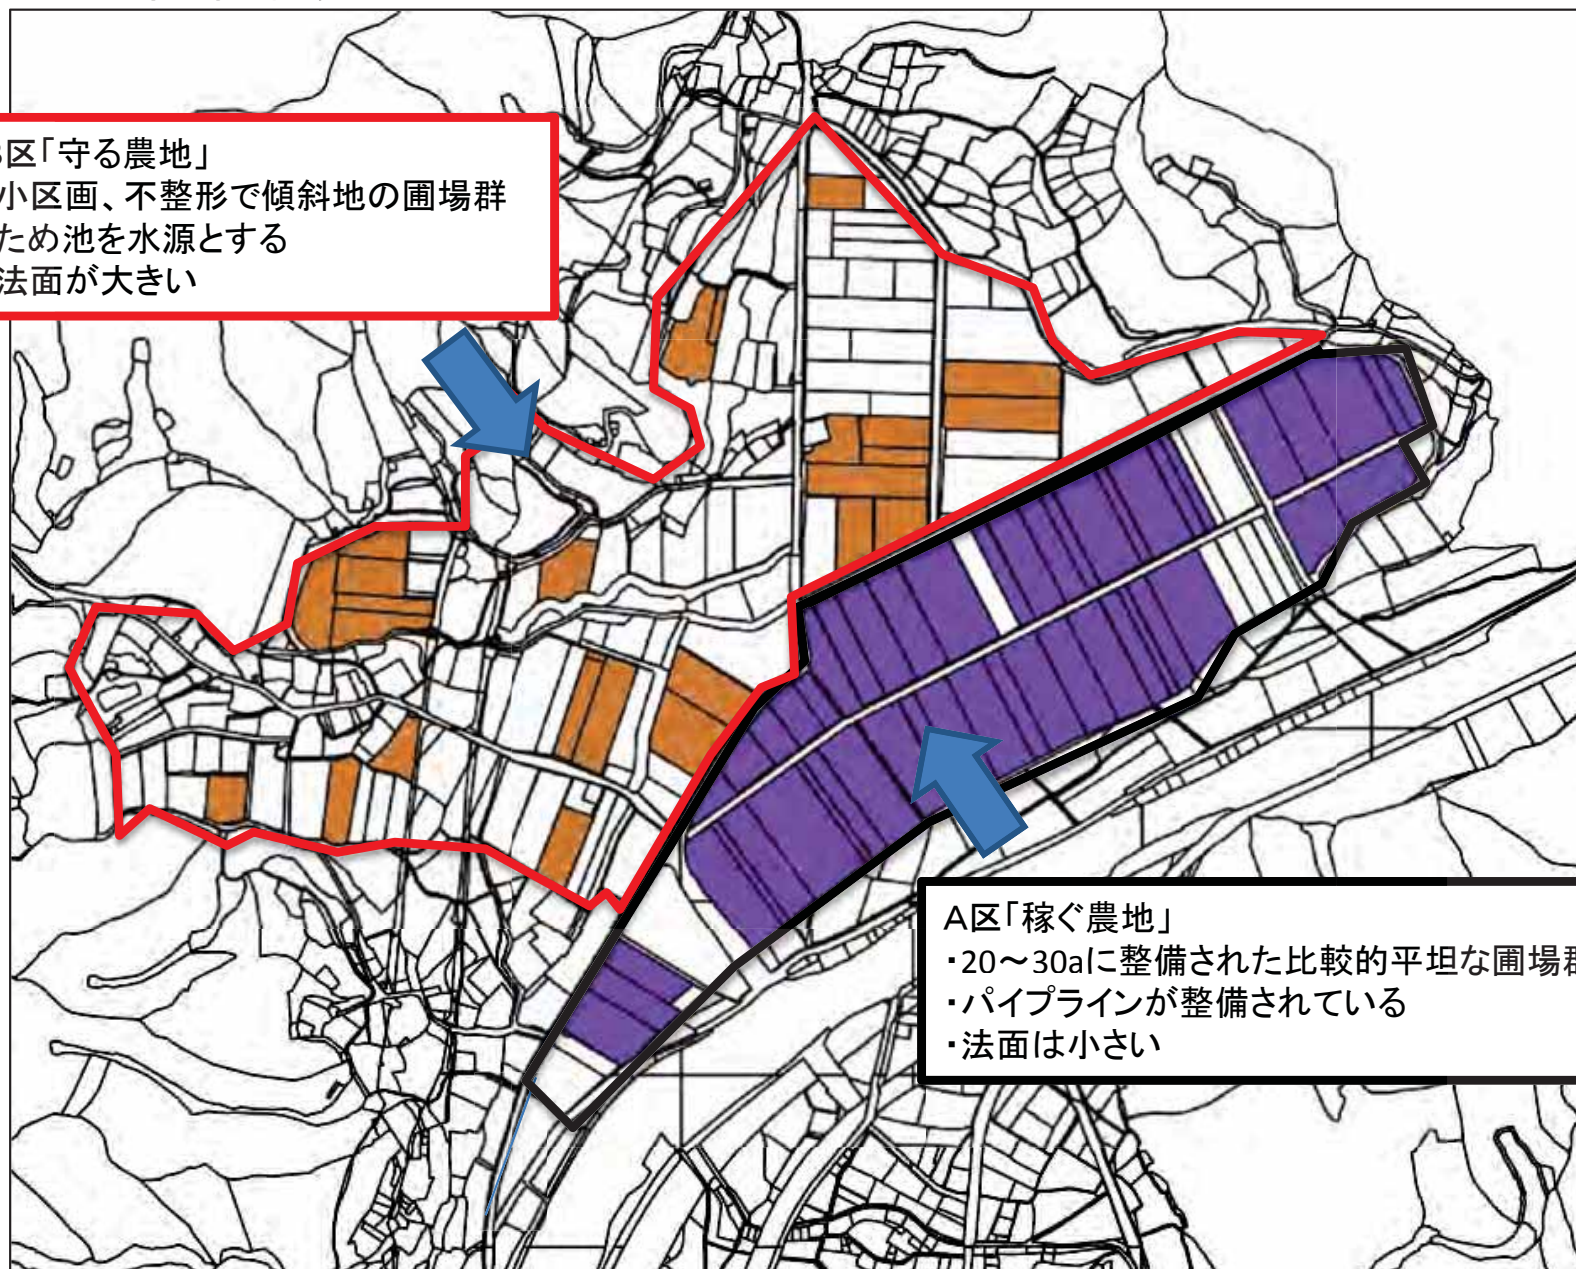 区「守る農地」
小区画、不整形で傾斜地の圃場群
ため池を水源とする
法面が大きい
A区「稼ぐ農地」
・20～30aに整備された比較的平坦な圃場群
・パイプラインが整備されている
・法面は小さい